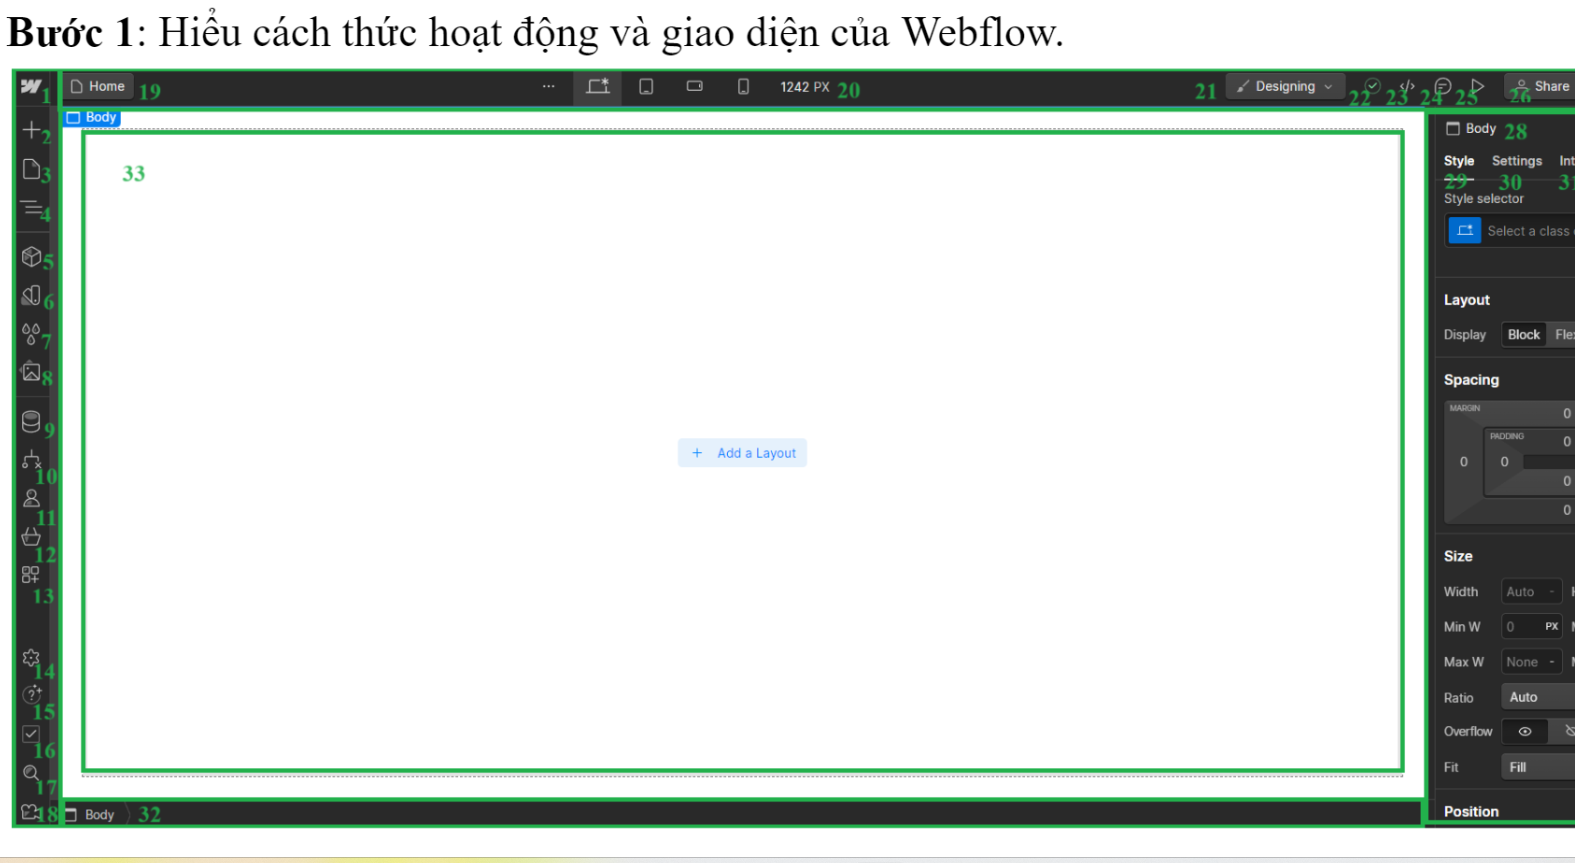 Bước 1: Hiểu cách thức hoạt động và giao diện của Webflow.
1
Home 19 ... 1242 PX 20 21 Designing 22 23 </> 24 25 26 Share
2 Body Body 28
3 33 Style Settings Int
29 30 31
4 Style selector
Select a class
5
6 Layout
7 Display Block Flex
8 Spacing
MARGIN 0
9 PADDING 0
+ Add a Layout
0 0
10 0
11 0
12 Size
13 Width Auto - H
Min W 0 PX M
14 Max W None - M
15 Ratio Auto
16 Overflow
17 Fit Fill
18 Body 32 Position